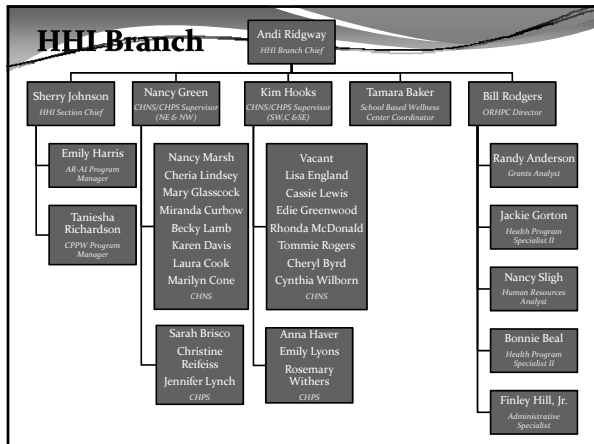 HHI Branch
Andi Ridgway
HHI Branch Chief
Sherry Johnson
HHI Section Chief
Nancy Green
CHNS/CHPS Supervisor
(NE & NW)
Kim Hooks
CHNS/CHPS Supervisor
(SW,C &SE)
Tamara Baker
School Based Wellness
Center Coordinator
Bill Rodgers
ORHPC Director
Emily Harris
AR-AI Program
Manager
Taniesha
Richardson
CPPW Program
Manager
Nancy Marsh
Cheria Lindsey
Mary Glasscock
Miranda Curbow
Becky Lamb
Karen Davis
Laura Cook
Marilyn Cone
CHNS
Sarah Brisco
Christine
Reifeiss
Jennifer Lynch
CHPS
Vacant
Lisa England
Cassie Lewis
Edie Greenwood
Rhonda McDonald
Tommie Rogers
Cheryl Byrd
Cynthia Wilborn
CHNS
Anna Haver
Emily Lyons
Rosemary
Withers
CHPS
Randy Anderson
Grants Analyst
Jackie Gorton
Health Program
Specialist II
Nancy Sligh
Human Resources
Analyst
Bonnie Beal
Health Program
Specialist II
Finley Hill, Jr.
Administrative
Specialist